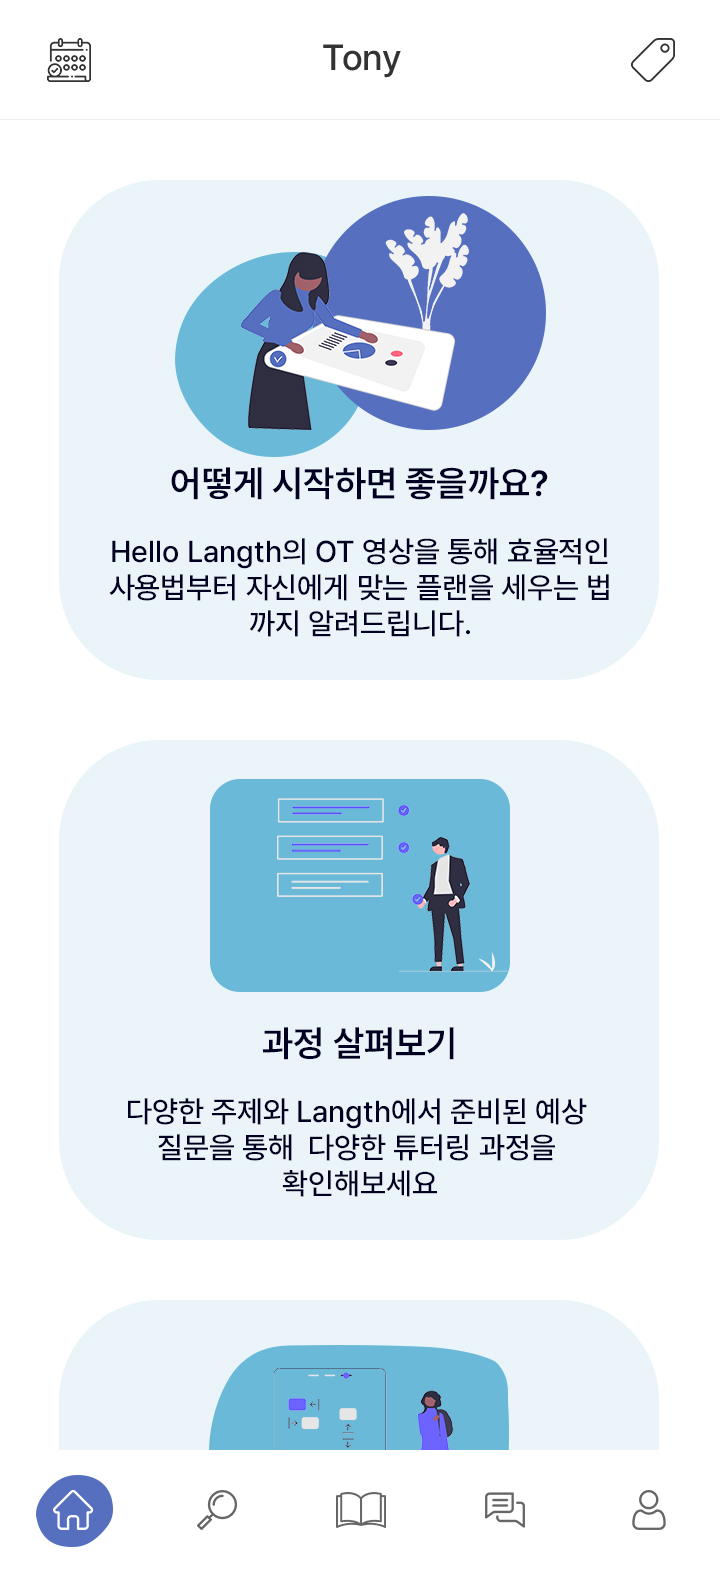 Tony
어떻게 시작하면 좋을까요?
Hello Langth의 OT 영상을 통해 효율적인
사용법부터 자신에게 맞는 플랜을 세우는 법
까지 알려드립니다.
과정 살펴보기
다양한 주제와 Langth에서 준비된 예상
질문을 통해  다양한 튜터링 과정을
확인해보세요